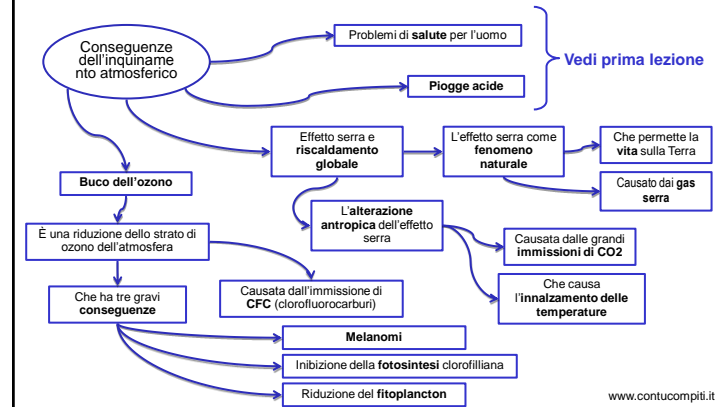 Conseguenze
dell'inquiname
nto atmosferico
Problemi di salute per l'uomo
Piogge acide
Vedi prima lezione
Effetto serra e
riscaldamento
globale
L'effetto serra come
fenomeno
naturale
Che permette la
vita sulla Terra
Causato dai gas
serra
Buco dell'ozono
L'alterazione
antropica dell'effetto
serra
Causata dalle grandi
immissioni di CO2
Che causa
l'innalzamento delle
temperature
È una riduzione dello strato di
ozono dell'atmosfera
Causata dall'immissione di
CFC (clorofluorocarburi)
Che ha tre gravi
conseguenze
Melanomi
Inibizione della fotosintesi clorofilliana
Riduzione del fitoplancton
www.contucompiti.it